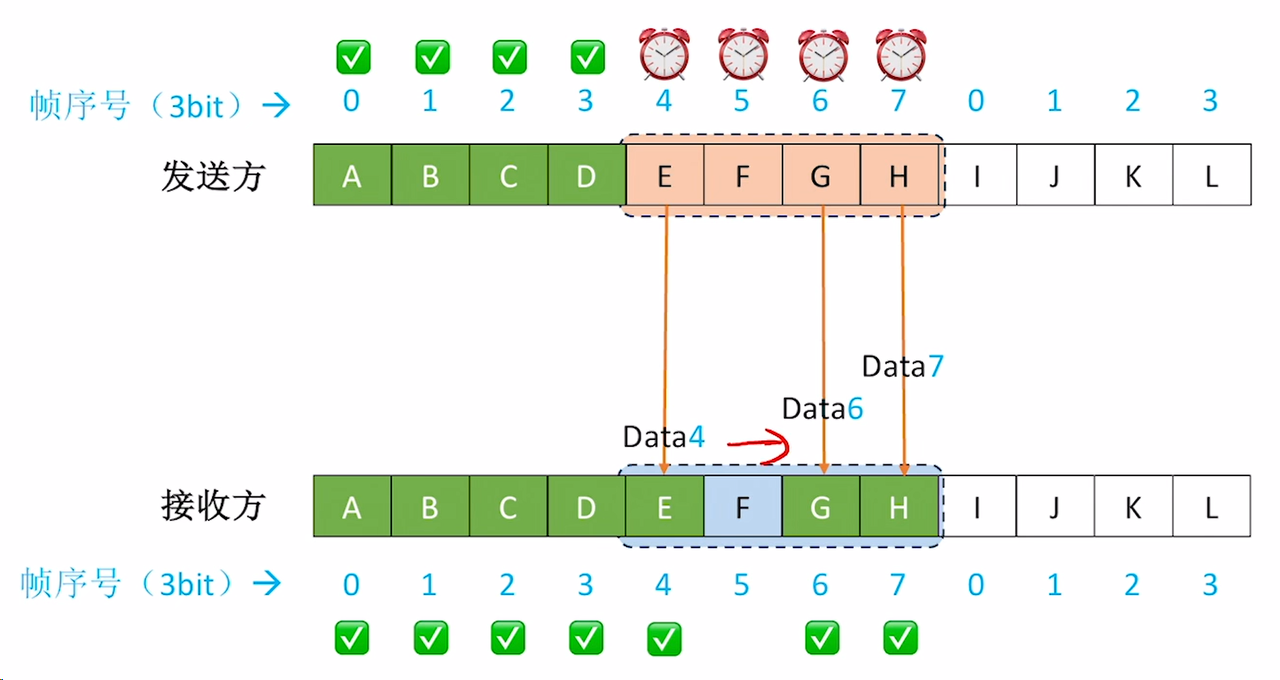 帧序号（3bit）→ 0 1 2 3 4 5 6 7 0 1 2 3
发送方 A B C D E F G H I J K L
Data7
Data6
Data4
接收方 A B C D E F G H I J K L
帧序号（3bit）→ 0 1 2 3 4 5 6 7 0 1 2 3